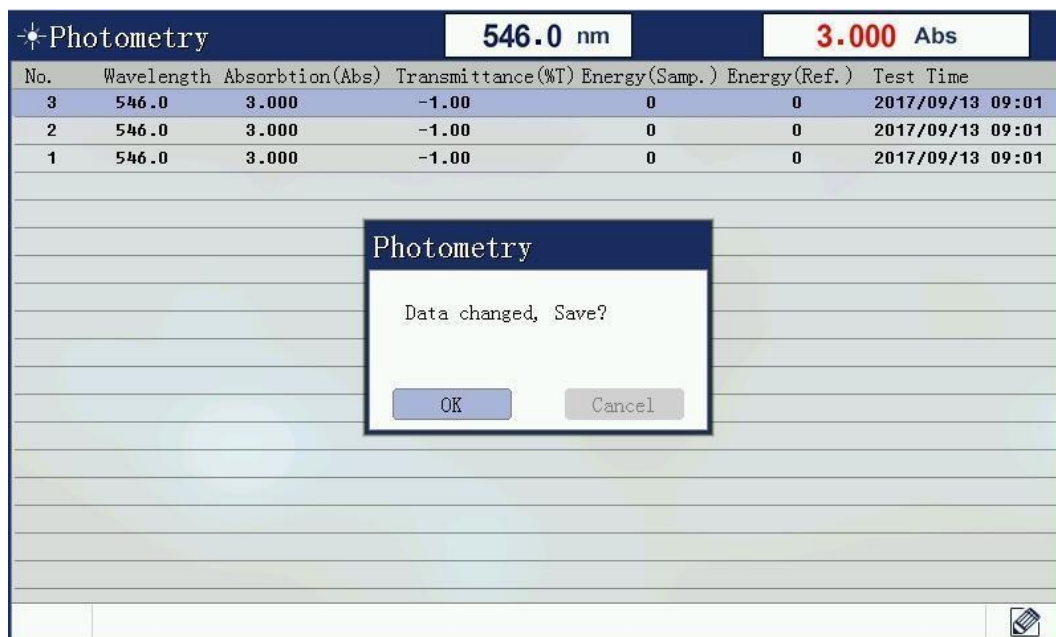 Photometry 546.0 nm 3.000 Abs
No. Wavelength Absorbtion(Abs) Transmittance(%T) Energy(Samp.) Energy(Ref.) Test Time
3 546.0 3.000 -1.00 0 0 2017/09/13 09:01
2 546.0 3.000 -1.00 0 0 2017/09/13 09:01
1 546.0 3.000 -1.00 0 0 2017/09/13 09:01
Photometry
Data changed, Save?
OK Cancel